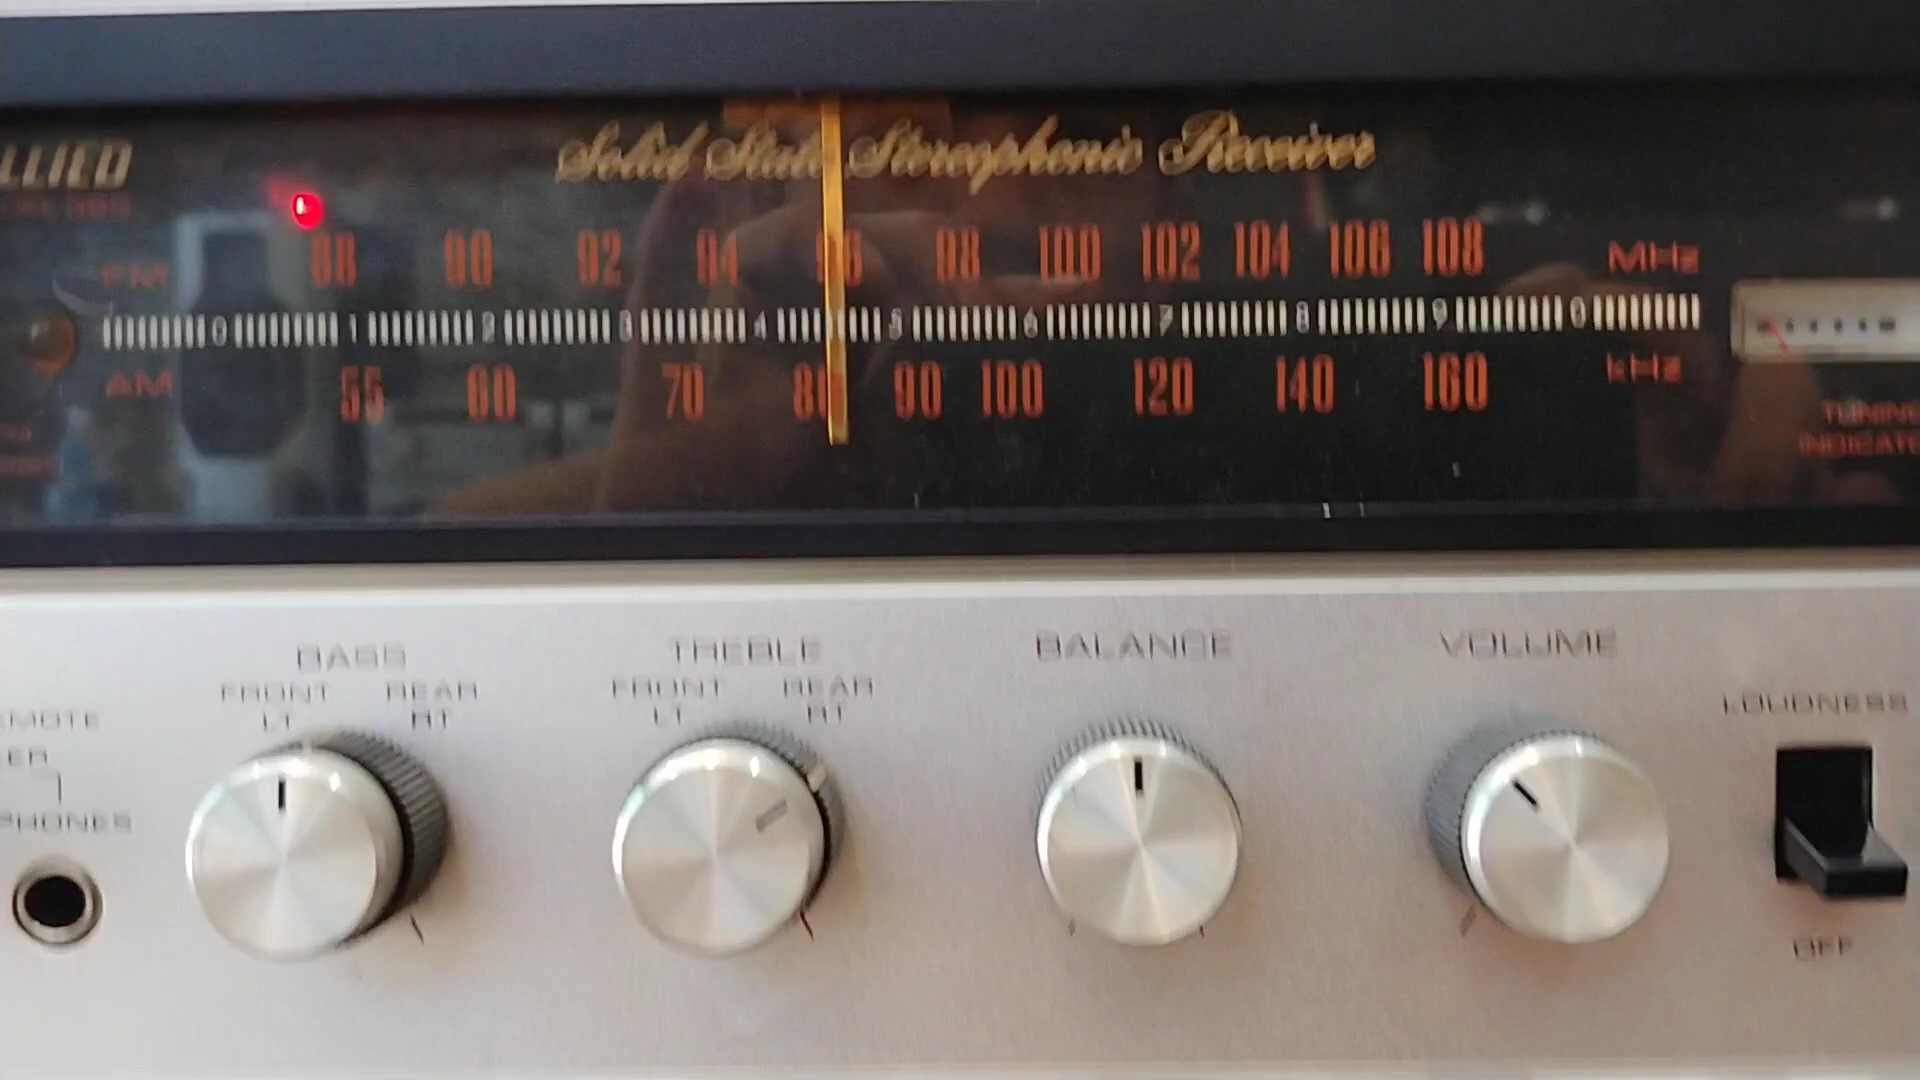 LLIED
Solid State Stereophonic Receiver
FM 88 90 92 94 96 98 100 102 104 106 108 MHz
0 1 2 3 4 5 6 7 8 9 0
AM 55 60 70 80 90 100 120 140 160 kHz
TUNING
INDICATO
BASS
FRONT REAR
LT RT
TREBLE
FRONT REAR
LT RT
BALANCE
VOLUME
LOUDNESS
OFF
EMOTE
ER
PHONES